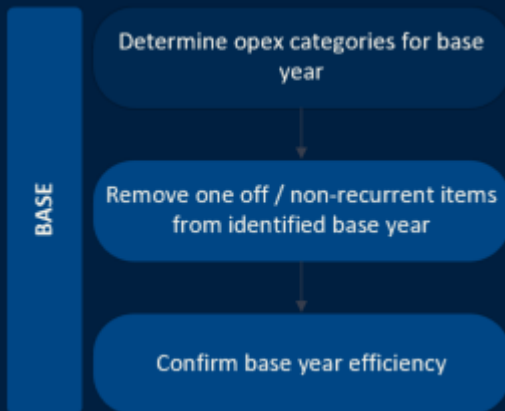 BASE
Determine opex categories for base
year
Remove one off / non-recurrent items
from identified base year
Confirm base year efficiency